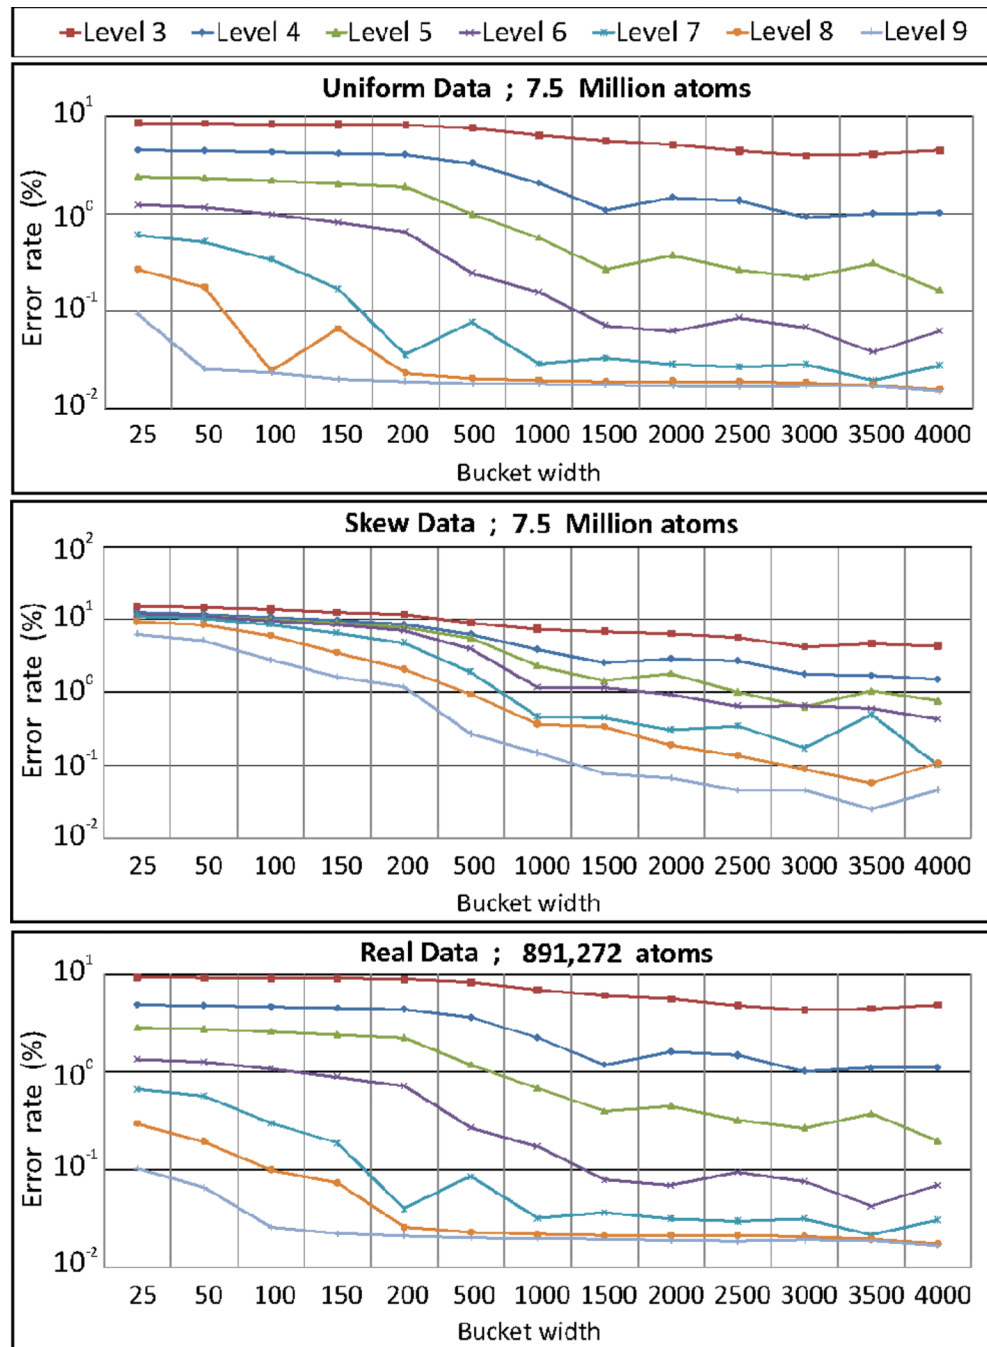 Level 3 Level 4 Level 5 Level 6 Level 7 Level 8 Level 9
Uniform Data ; 7.5 Million atoms
Error rate (%)
10¹
10⁰
10⁻¹
10⁻²
25 50 100 150 200 500 1000 1500 2000 2500 3000 3500 4000
Bucket width
Skew Data ; 7.5 Million atoms
Error rate (%)
10²
10¹
10⁰
10⁻¹
10⁻²
25 50 100 150 200 500 1000 1500 2000 2500 3000 3500 4000
Bucket width
Real Data ; 891,272 atoms
Error rate (%)
10¹
10⁰
10⁻¹
10⁻²
25 50 100 150 200 500 1000 1500 2000 2500 3000 3500 4000
Bucket width